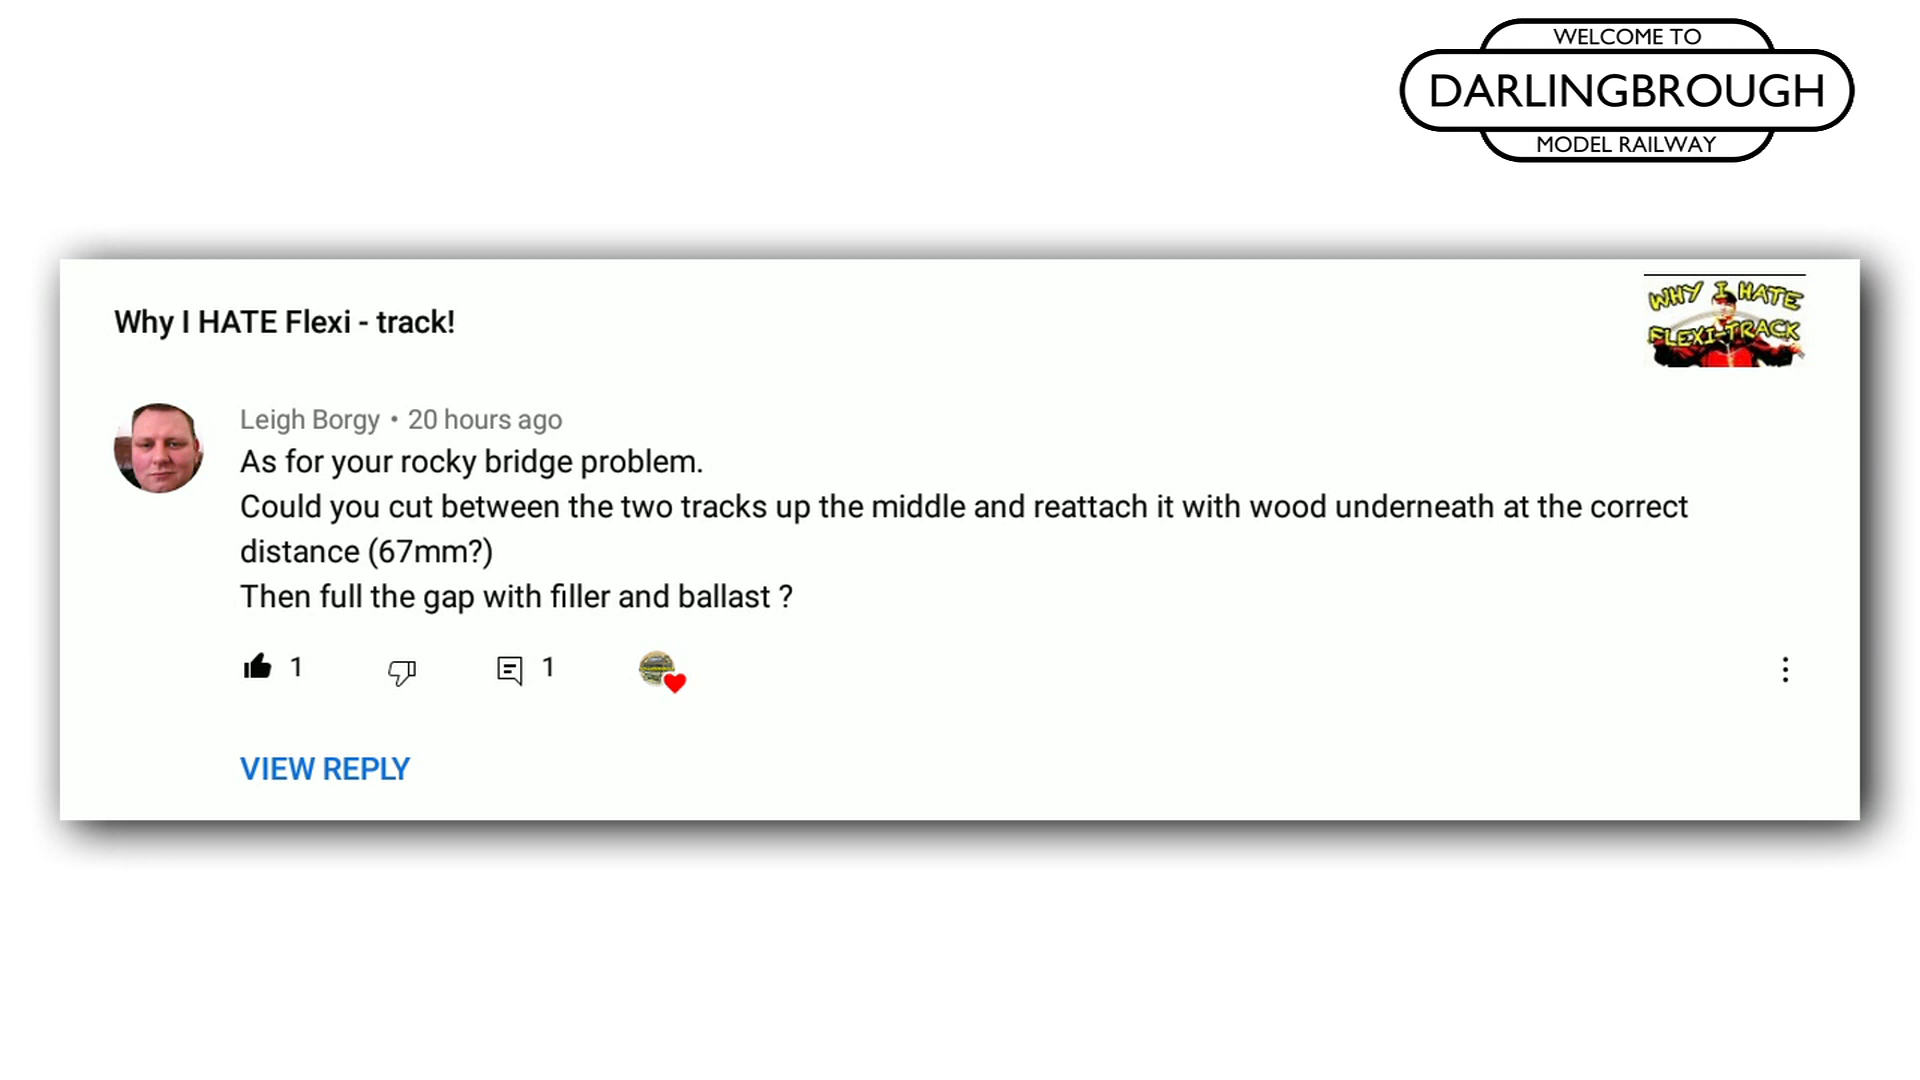 WELCOME TO
DARLINGBROUGH
MODEL RAILWAY
Why I HATE Flexi - track!
WHY I HATE
FLEXI-TRACK
Leigh Borgy • 20 hours ago
As for your rocky bridge problem.
Could you cut between the two tracks up the middle and reattach it with wood underneath at the correct
distance (67mm?)
Then full the gap with filler and ballast ?
1
1
VIEW REPLY